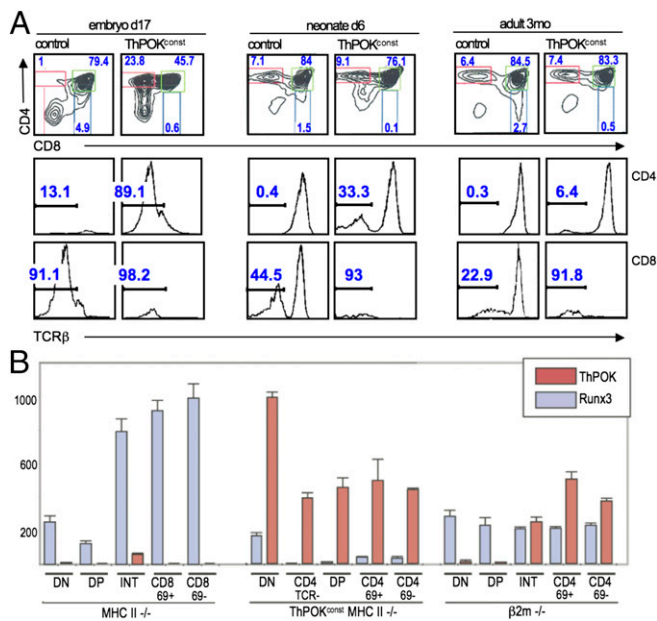 A
embryo d17
neonate d6
adult 3mo
control ThPOKconst control ThPOKconst control ThPOKconst
1 79.4 23.8 45.7 7.1 84 9.1 76.1 6.4 84.5 7.4 83.3
CD4
4.9 0.6 1.5 0.1 2.7 0.5
CD8
13.1 89.1 0.4 33.3 0.3 6.4 CD4
91.1 98.2 44.5 93 22.9 91.8 CD8
TCRβ
B
ThPOK
Runx3
1000
600
200
DN DP INT CD8 69+ CD8 69- DN CD4 TCR- DP CD4 69+ CD4 69- DN DP INT CD4 69+ CD4 69-
MHC II -/- ThPOKconst MHC II -/- β2m -/-